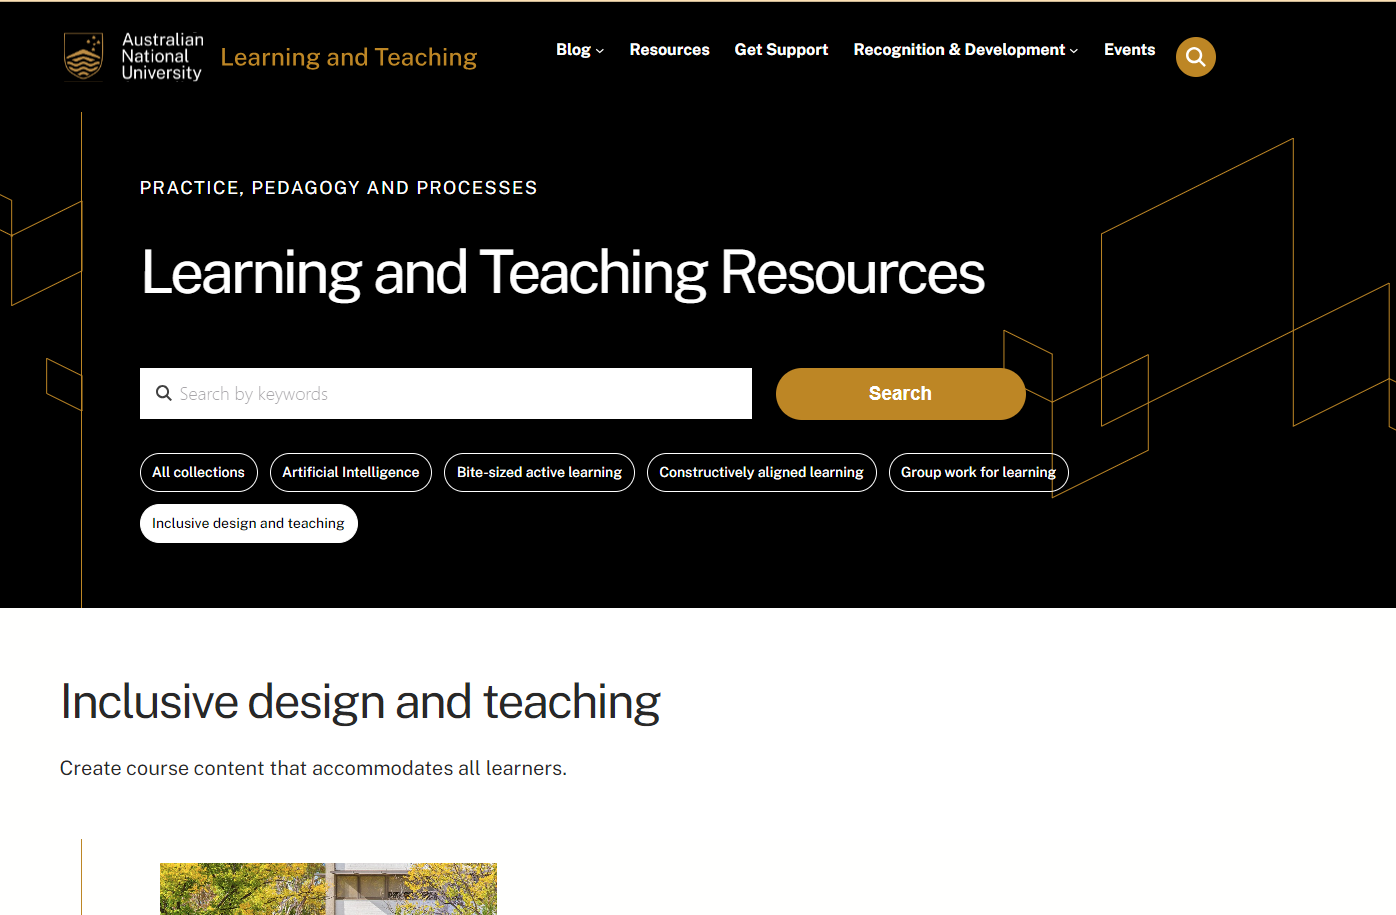 Australian
National
University
Learning and Teaching
Blog
Resources
Get Support
Recognition & Development
Events
PRACTICE, PEDAGOGY AND PROCESSES
Learning and Teaching Resources
Search by keywords
Search
All collections
Artificial Intelligence
Bite-sized active learning
Constructively aligned learning
Group work for learning
Inclusive design and teaching
Inclusive design and teaching
Create course content that accommodates all learners.